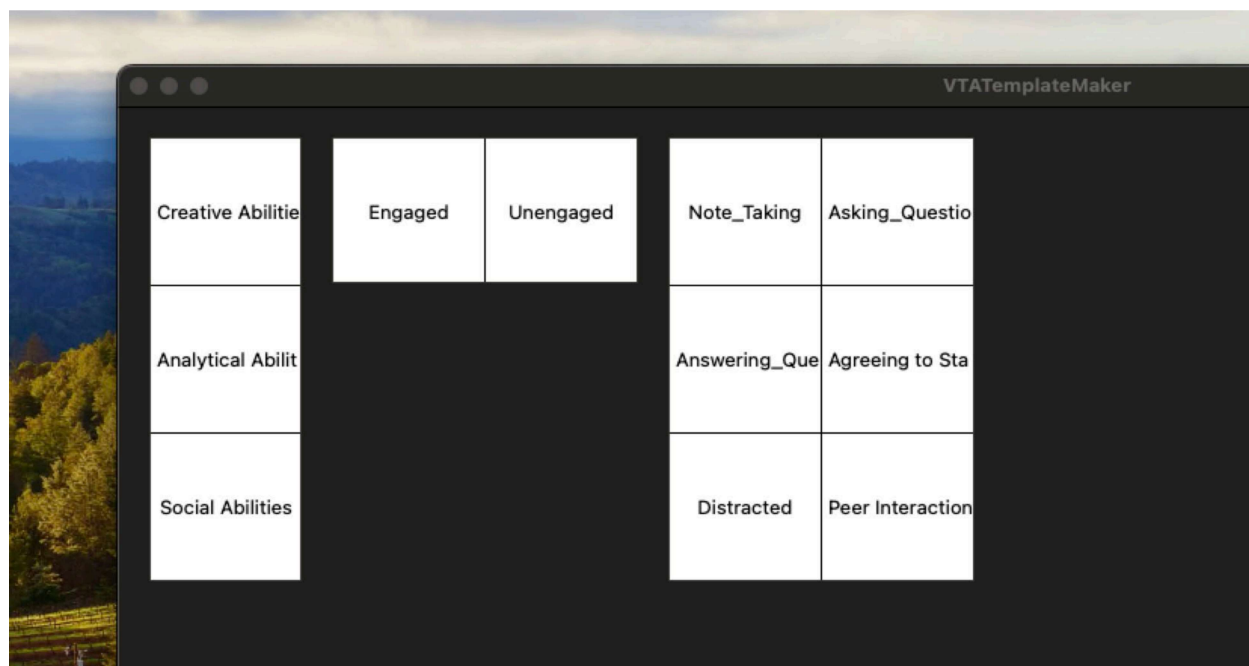 VTATemplateMaker
Creative Abilitie
Engaged
Unengaged
Note_Taking
Asking_Questio
Analytical Abilit
Answering_Que
Agreeing to Sta
Social Abilities
Distracted
Peer Interaction